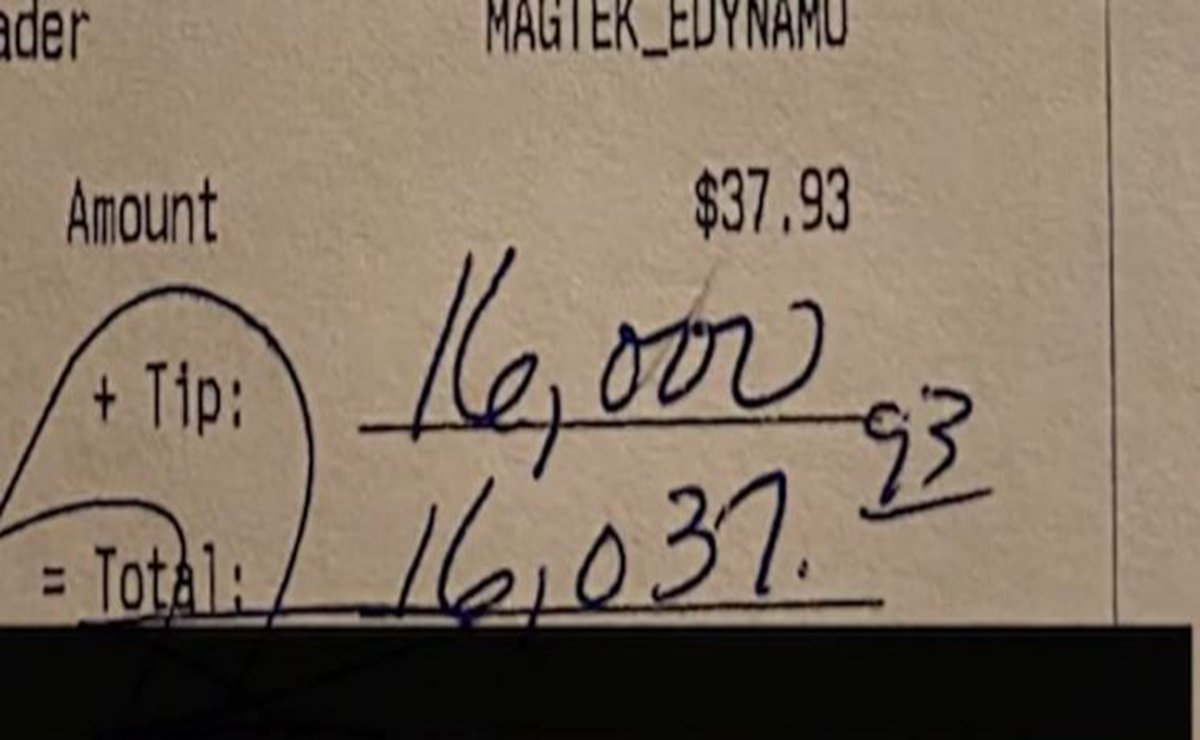 ader MAGTEK_EDYNAMO
Amount $37.93
+ Tip: 16,000
= Total: 16,037.93